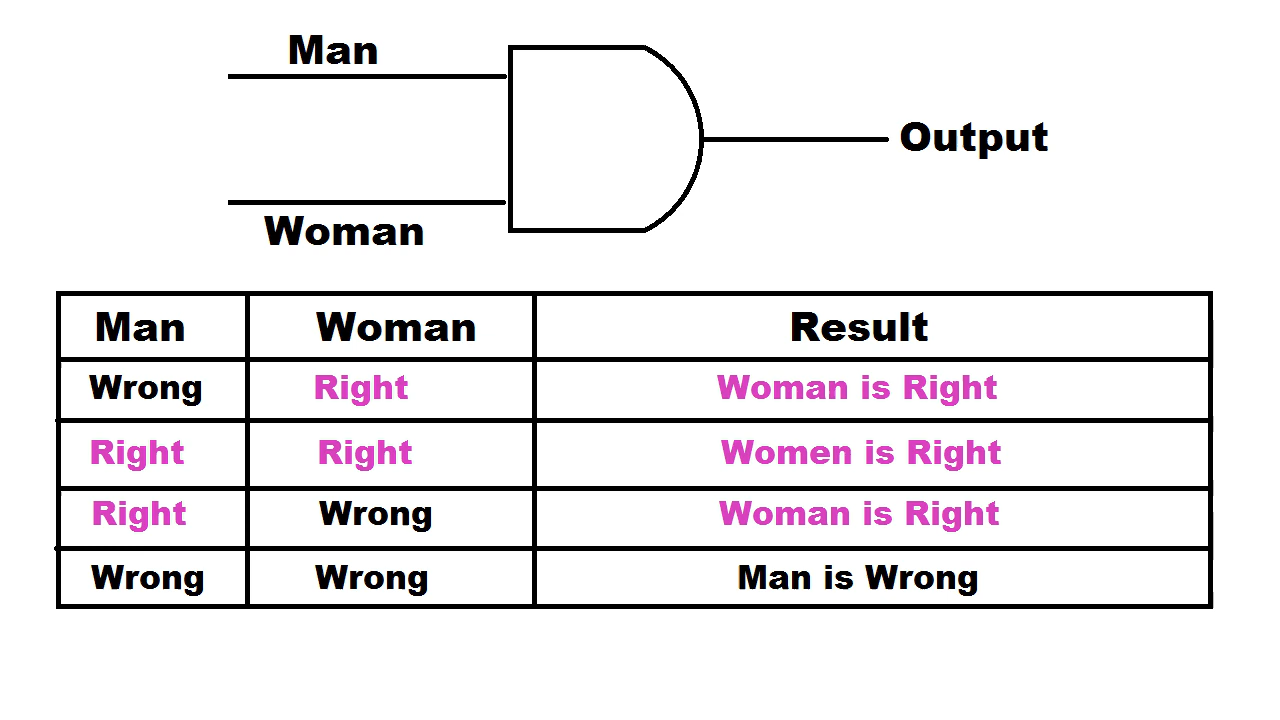 Man
Output
Woman
Man Woman Result
Wrong Right Woman is Right
Right Right Women is Right
Right Wrong Woman is Right
Wrong Wrong Man is Wrong